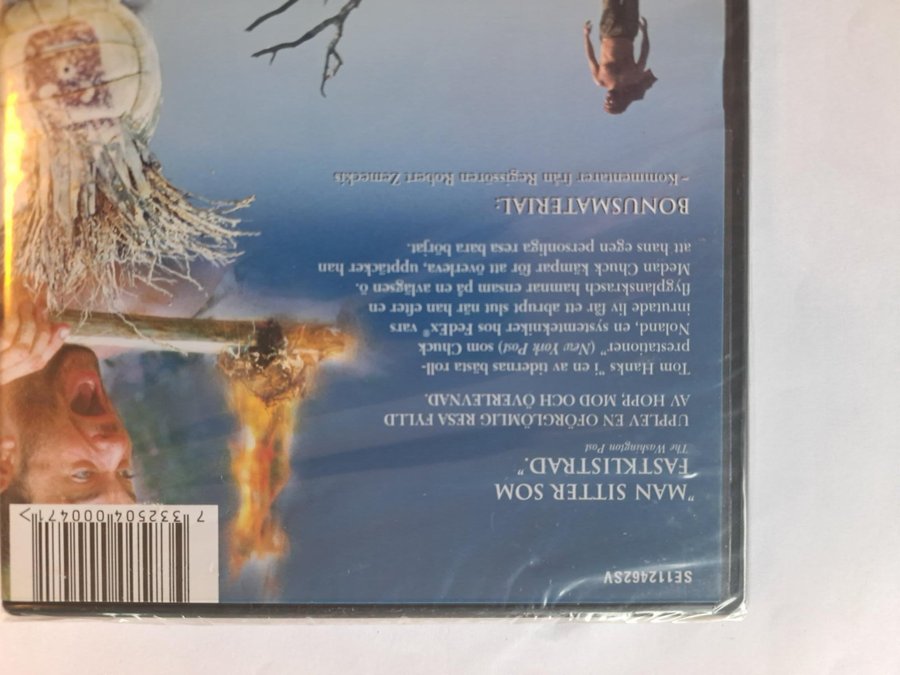 SE112462SV
"MAN SITTER SOM
FASTKLISTRAD."
The Washington Post
UPPLEV EN OFÖRGLÖMLIG RESA FYLLD
AV HOPP, MOD OCH ÖVERLEVNAD.
Tom Hanks "i en av tidernas bästa roll-
prestationer" (New York Post) som Chuck
Noland, en systemtekniker hos FedEx® vars
inrutade liv får ett abrupt slut när han efter en
flygplanskrasch hamnar ensam på en avlägsen ö.
Medan Chuck kämpar för att överleva, upptäcker han
att hans egen personliga resa bara börjat.
BONUSMATERIAL:
* Kommentarer från Regissören Robert Zemeckis
7 332504 000471 >